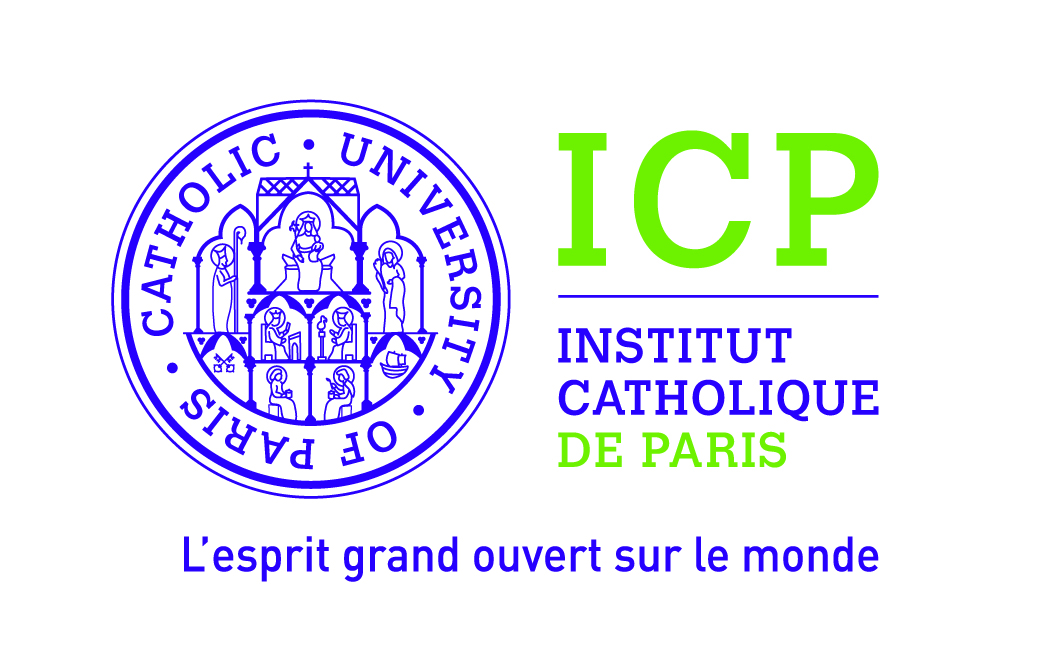 CATHOLIC · UNIVERSITY · OF PARIS ·
ICP
INSTITUT
CATHOLIQUE
DE PARIS
L'esprit grand ouvert sur le monde